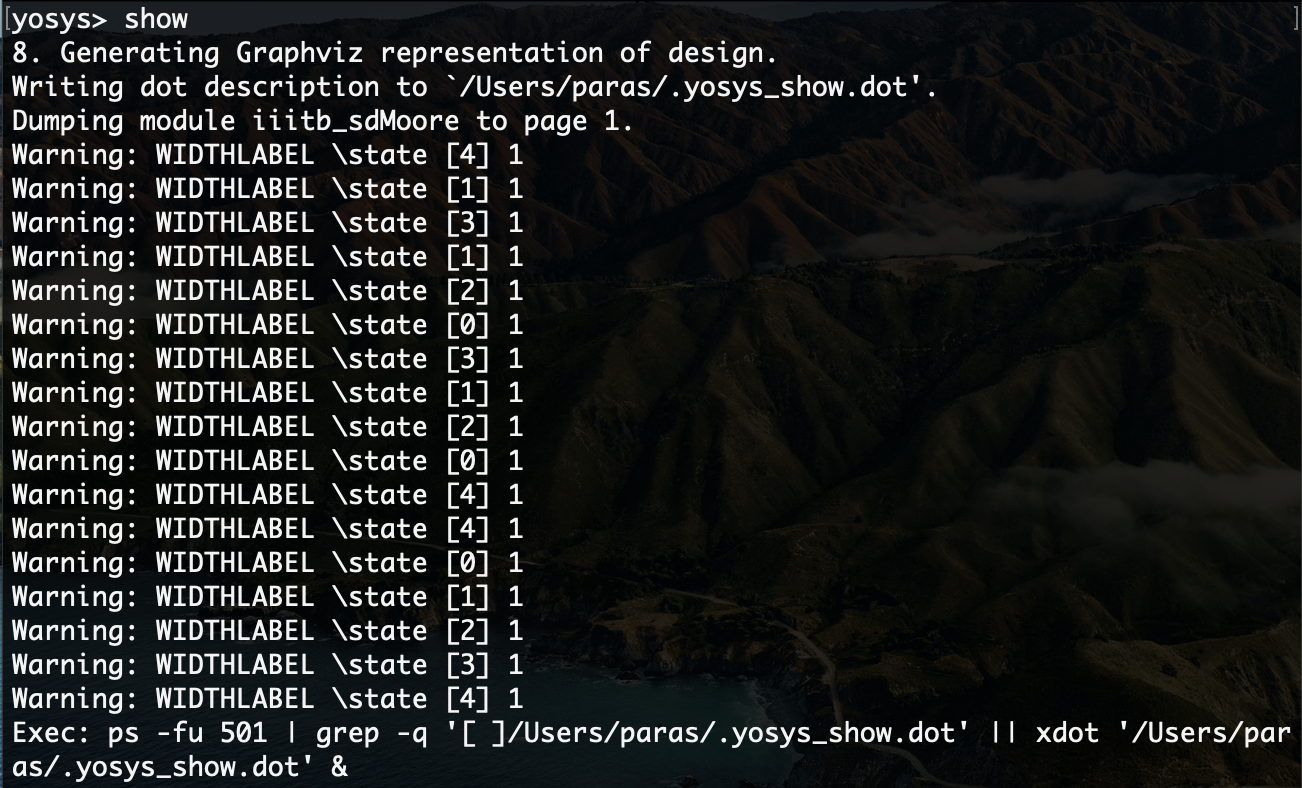 [yosys> show ]
8. Generating Graphviz representation of design.
Writing dot description to `/Users/paras/.yosys_show.dot'.
Dumping module iiitb_sdMoore to page 1.
Warning: WIDTHLABEL \state [4] 1
Warning: WIDTHLABEL \state [1] 1
Warning: WIDTHLABEL \state [3] 1
Warning: WIDTHLABEL \state [1] 1
Warning: WIDTHLABEL \state [2] 1
Warning: WIDTHLABEL \state [0] 1
Warning: WIDTHLABEL \state [3] 1
Warning: WIDTHLABEL \state [1] 1
Warning: WIDTHLABEL \state [2] 1
Warning: WIDTHLABEL \state [0] 1
Warning: WIDTHLABEL \state [4] 1
Warning: WIDTHLABEL \state [4] 1
Warning: WIDTHLABEL \state [0] 1
Warning: WIDTHLABEL \state [1] 1
Warning: WIDTHLABEL \state [2] 1
Warning: WIDTHLABEL \state [3] 1
Warning: WIDTHLABEL \state [4] 1
Exec: ps -fu 501 | grep -q '[ ]/Users/paras/.yosys_show.dot' || xdot '/Users/par
as/.yosys_show.dot' &